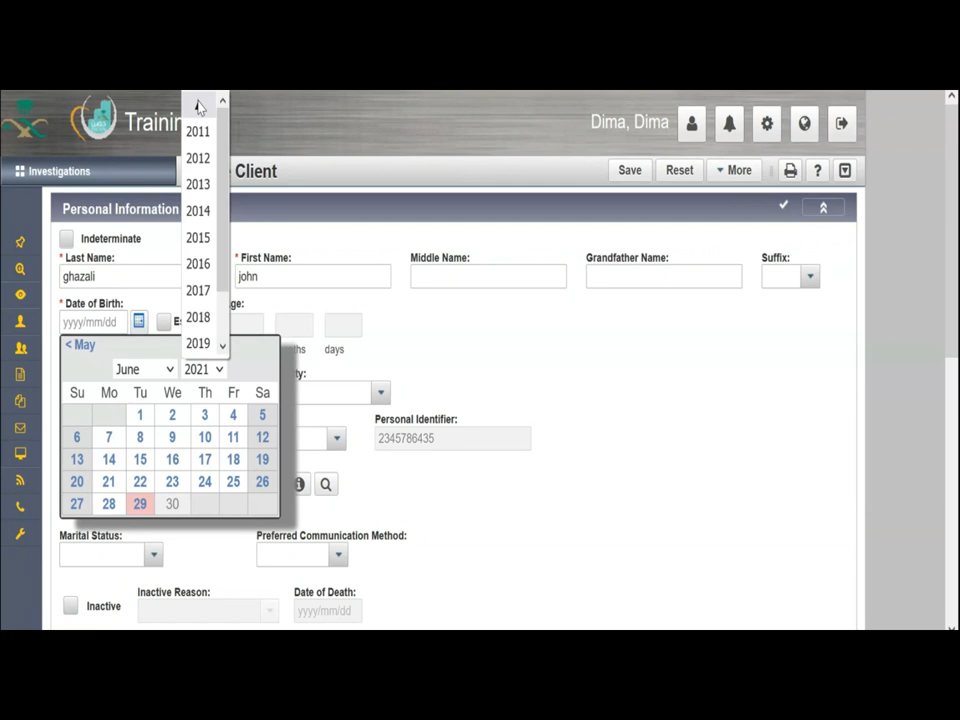 Trainin
Dima, Dima
Investigations
Client
Save
Reset
More
?
Personal Information
Indeterminate
* Last Name:
* First Name:
Middle Name:
Grandfather Name:
Suffix:
ghazali
john
* Date of Birth:
ge:
yyyy/mm/dd
Es
days
< May
June
2021
2011
2012
2013
2014
2015
2016
2017
2018
2019
Su Mo Tu We Th Fr Sa
1 2 3 4 5
6 7 8 9 10 11 12
13 14 15 16 17 18 19
20 21 22 23 24 25 26
27 28 29 30
ty:
Personal Identifier:
2345786435
Marital Status:
Preferred Communication Method:
Inactive
Inactive Reason:
Date of Death:
yyyy/mm/dd